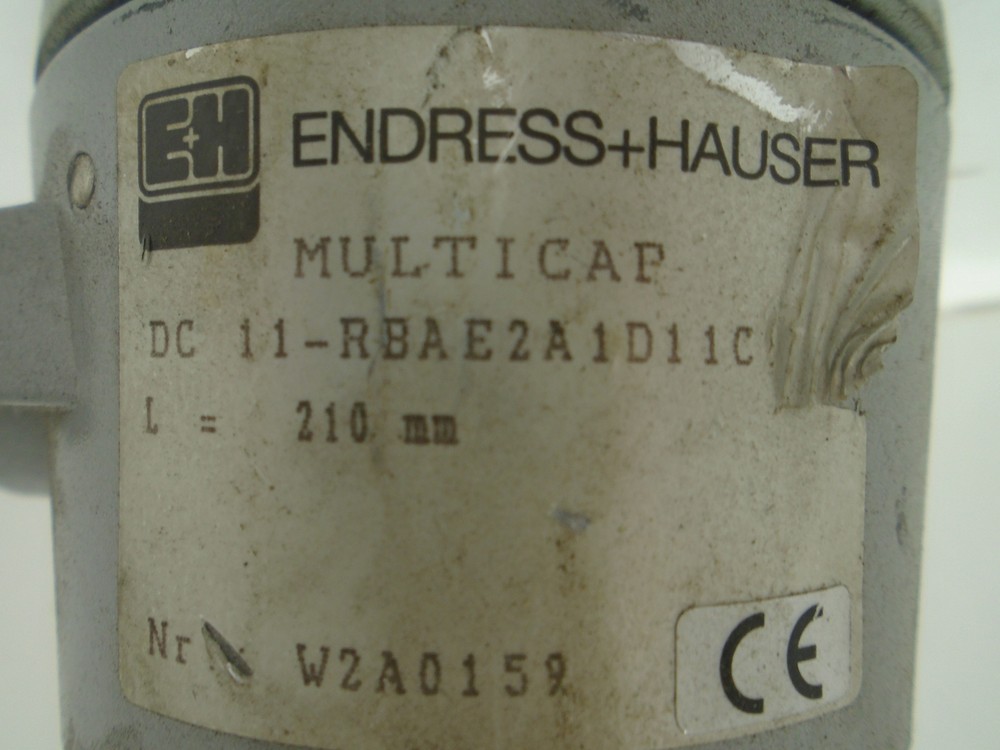 E+H
ENDRESS+HAUSER
MULTICAP
DC 11-RBAE2A1D11C
L = 210 mm
Nr W2A0159
CE